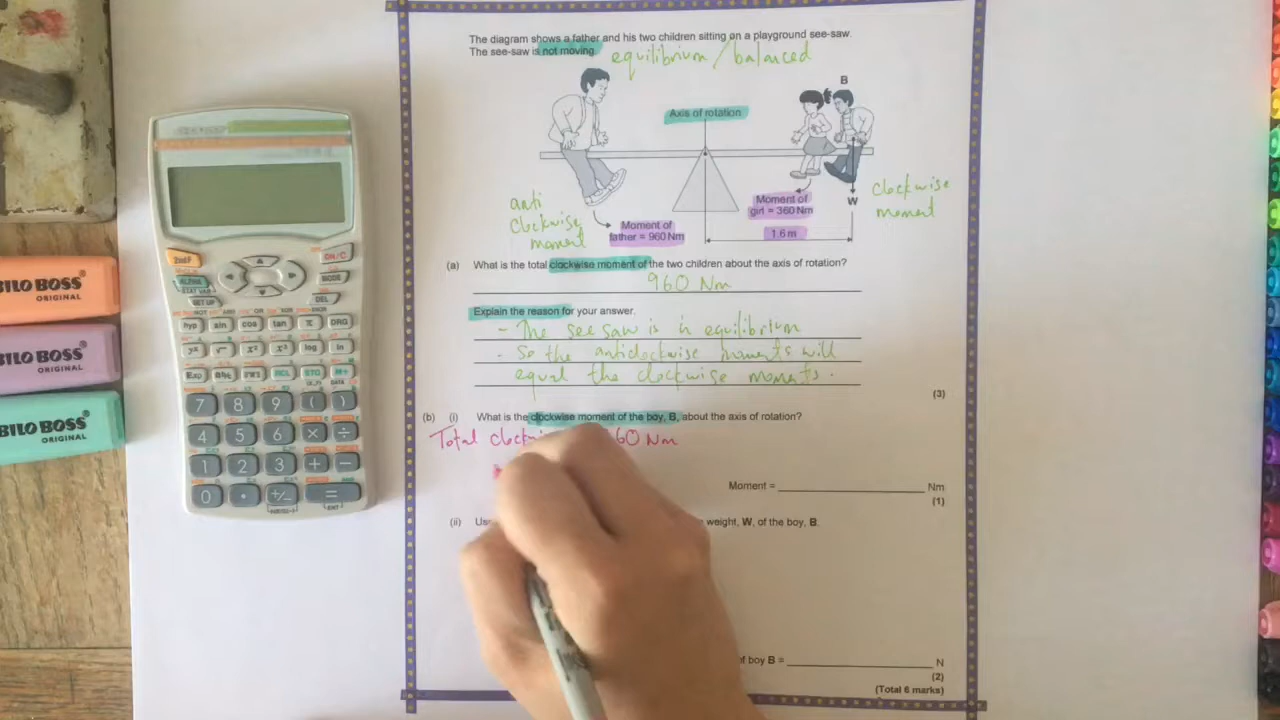 The diagram shows a father and his two children sitting on a playground see-saw.
The see-saw is not moving. equilibrium / balanced
B
Axis of rotation
anti
clockwise
moment
Moment of
father = 960 Nm
Moment of
girl = 360 Nm
W
1.6 m
clockwise
moment
(a) What is the total clockwise moment of the two children about the axis of rotation?
960 Nm
Explain the reason for your answer.
- The see saw is in equilibrium
- So the anticlockwise moments will
equal the clockwise moments.
(3)
(b) (i) What is the clockwise moment of the boy, B, about the axis of rotation?
Total 60 Nm
Moment = Nm
(1)
(ii) weight, W, of the boy, B.
boy B = N
(2)
(Total 6 marks)
BOSS
ORIGINAL
BILO BOSS
ORIGINAL
BILO BOSS
ORIGINAL
2ndF
ON/C
ALPHA
MODE
STAT VAR
SET UP
DEL
hyp sin cos tan π DRG
log ln
Exp RCL STO M+
7 8 9 ( )
4 5 6 × ÷
1 2 3 + −
0 • +/− =